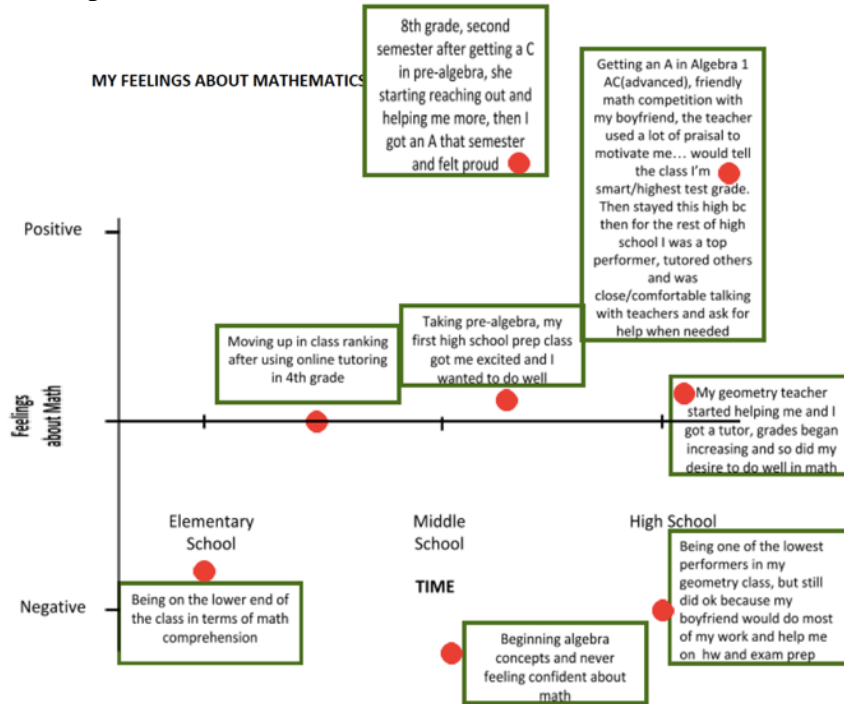 MY FEELINGS ABOUT MATHEMATICS
8th grade, second
semester after getting a C
in pre-algebra, she
starting reaching out and
helping me more, then I
got an A that semester
and felt proud
Getting an A in Algebra 1
AC(advanced), friendly
math competition with
my boyfriend, the teacher
used a lot of praisal to
motivate me… would tell
the class I'm
smart/highest test grade.
Then stayed this high bc
then for the rest of high
school I was a top
performer, tutored others
and was
close/comfortable talking
with teachers and ask for
help when needed
Positive
Moving up in class ranking
after using online tutoring
in 4th grade
Taking pre-algebra, my
first high school prep class
got me excited and I
wanted to do well
Feelings
about Math
My geometry teacher
started helping me and I
got a tutor, grades began
increasing and so did my
desire to do well in math
Elementary
School
Middle
School
High School
TIME
Negative
Being on the lower end of
the class in terms of math
comprehension
Beginning algebra
concepts and never
feeling confident about
math
Being one of the lowest
performers in my
geometry class, but still
did ok because my
boyfriend would do most
of my work and help me
on hw and exam prep